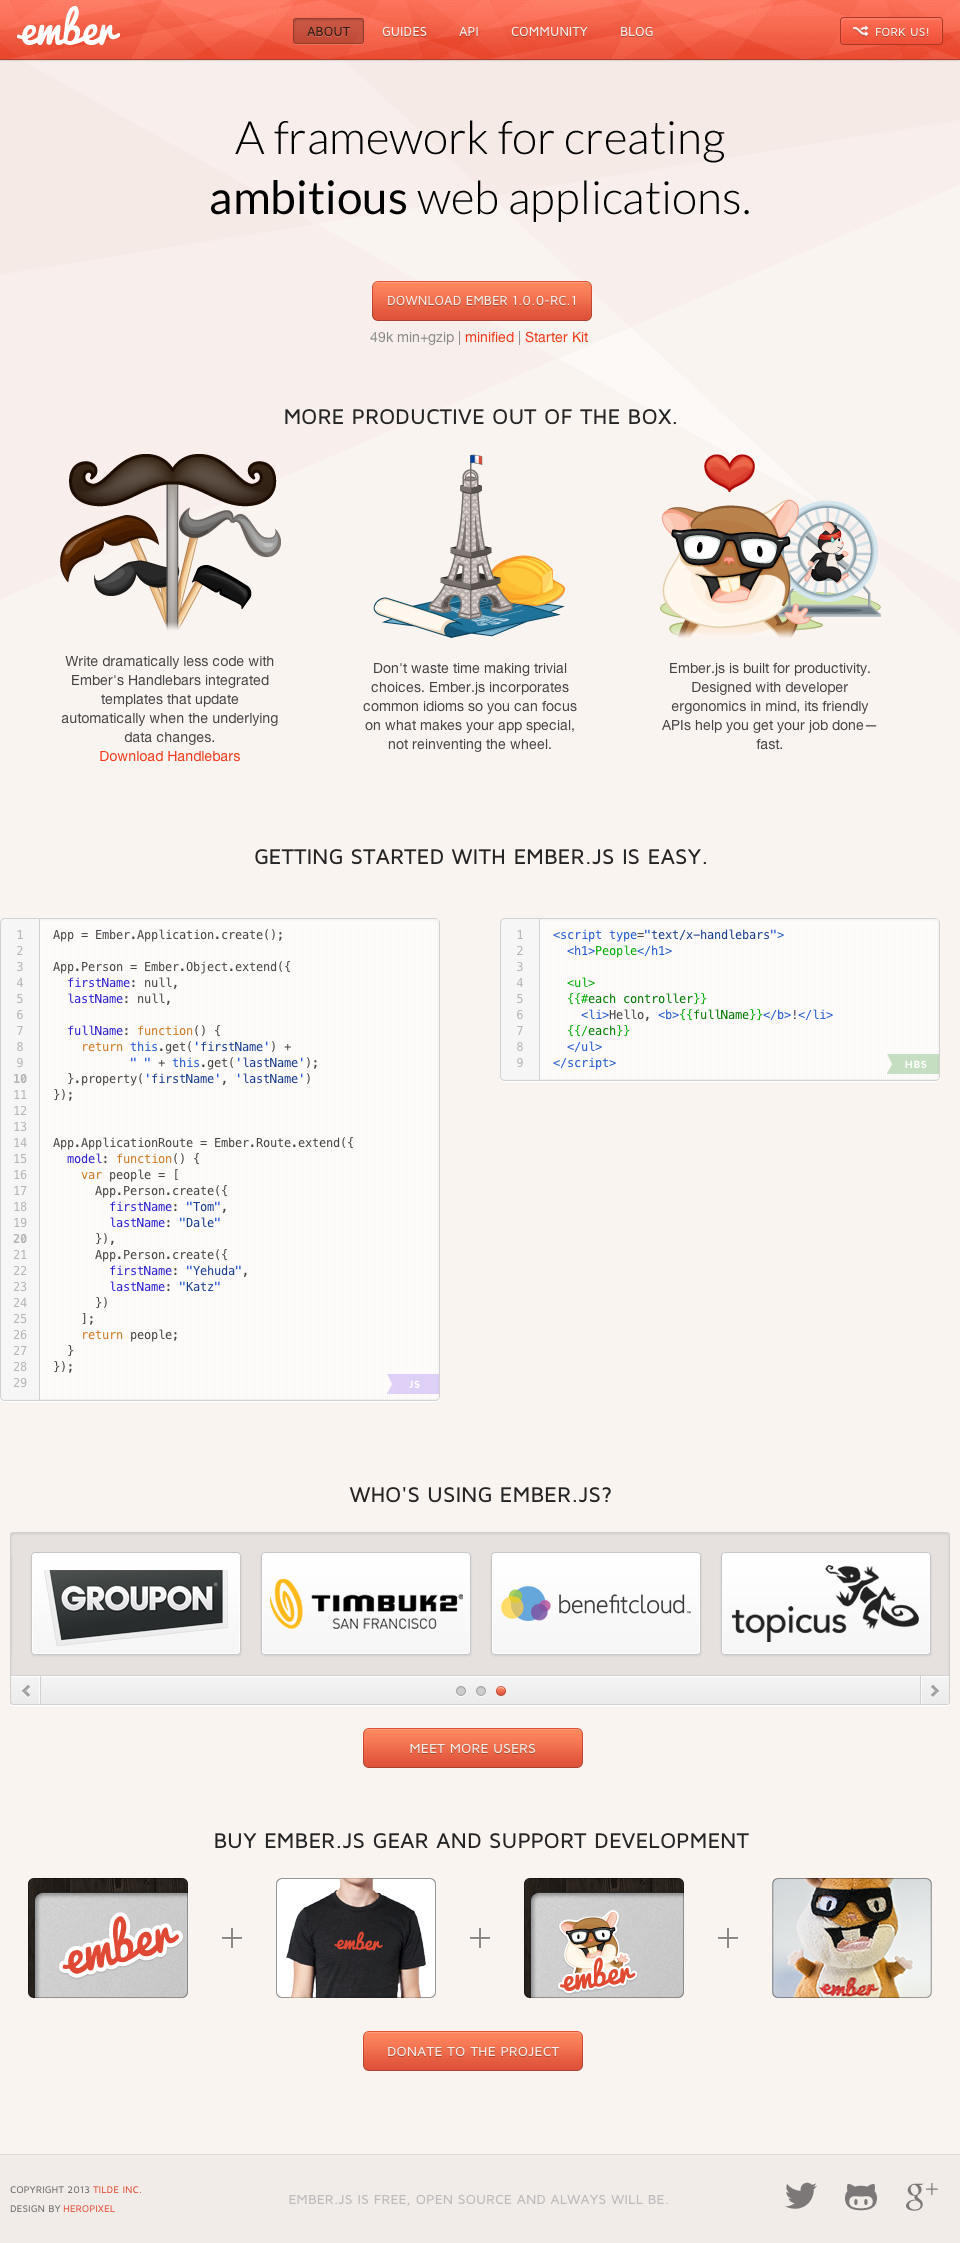 ember
ABOUT
GUIDES
API
COMMUNITY
BLOG
FORK US!
A framework for creating
ambitious web applications.
DOWNLOAD EMBER 1.0.0-RC.1
49k min+gzip | minified | Starter Kit
MORE PRODUCTIVE OUT OF THE BOX.
Write dramatically less code with
Ember's Handlebars integrated
templates that update
automatically when the underlying
data changes.
Download Handlebars
Don't waste time making trivial
choices. Ember.js incorporates
common idioms so you can focus
on what makes your app special,
not reinventing the wheel.
Ember.js is built for productivity.
Designed with developer
ergonomics in mind, its friendly
APIs help you get your job done—
fast.
GETTING STARTED WITH EMBER.JS IS EASY.
1 App = Ember.Application.create();
2
3 App.Person = Ember.Object.extend({
4   firstName: null,
5   lastName: null,
6
7   fullName: function() {
8     return this.get('firstName') +
9            " " + this.get('lastName');
10   }.property('firstName', 'lastName')
11 });
12
13
14 App.ApplicationRoute = Ember.Route.extend({
15   model: function() {
16     var people = [
17       App.Person.create({
18         firstName: "Tom",
19         lastName: "Dale"
20       }),
21       App.Person.create({
22         firstName: "Yehuda",
23         lastName: "Katz"
24       })
25     ];
26     return people;
27   }
28 });
29
JS
1 <script type="text/x-handlebars">
2   <h1>People</h1>
3
4   <ul>
5   {{#each controller}}
6     <li>Hello, <b>{{fullName}}</b>!</li>
7   {{/each}}
8   </ul>
9 </script>
HBS
WHO'S USING EMBER.JS?
GROUPON
TIMBUK2
SAN FRANCISCO
benefitcloud
topicus
MEET MORE USERS
BUY EMBER.JS GEAR AND SUPPORT DEVELOPMENT
ember
ember
ember
ember
DONATE TO THE PROJECT
COPYRIGHT 2013 TILDE INC.
DESIGN BY HEROPIXEL
EMBER.JS IS FREE, OPEN SOURCE AND ALWAYS WILL BE.
g+